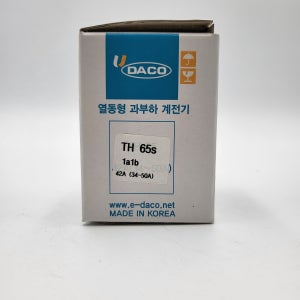 U DACO
열동형 과부하 계전기
TH 65s
1a1b
42A (34-50A)
www.e-daco.net
MADE IN KOREA